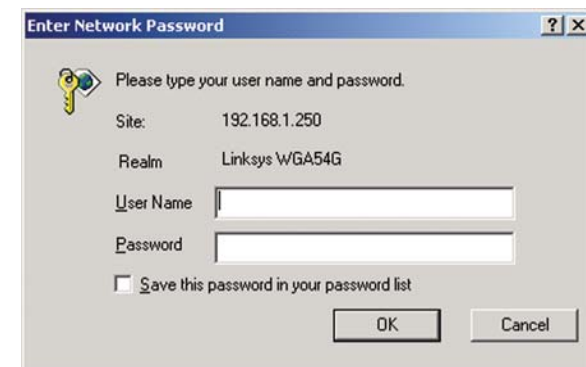 Enter Network Password
Please type your user name and password.
Site: 192.168.1.250
Realm Linksys WGA54G
User Name
Password
Save this password in your password list
OK Cancel